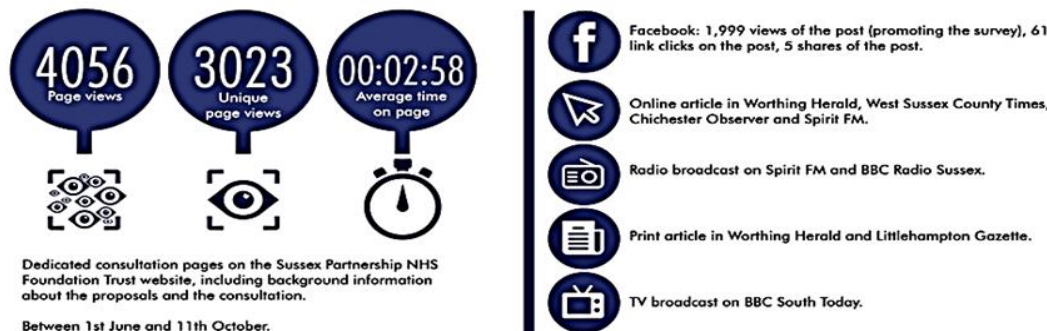 4056
Page views
3023
Unique
page views
00:02:58
Average time
on page
Dedicated consultation pages on the Sussex Partnership NHS
Foundation Trust website, including background information
about the proposals and the consultation.
Between 1st June and 11th October.
Facebook: 1,999 views of the post (promoting the survey), 61
link clicks on the post, 5 shares of the post.
Online article in Worthing Herald, West Sussex County Times,
Chichester Observer and Spirit FM.
Radio broadcast on Spirit FM and BBC Radio Sussex.
Print article in Worthing Herald and Littlehampton Gazette.
TV broadcast on BBC South Today.